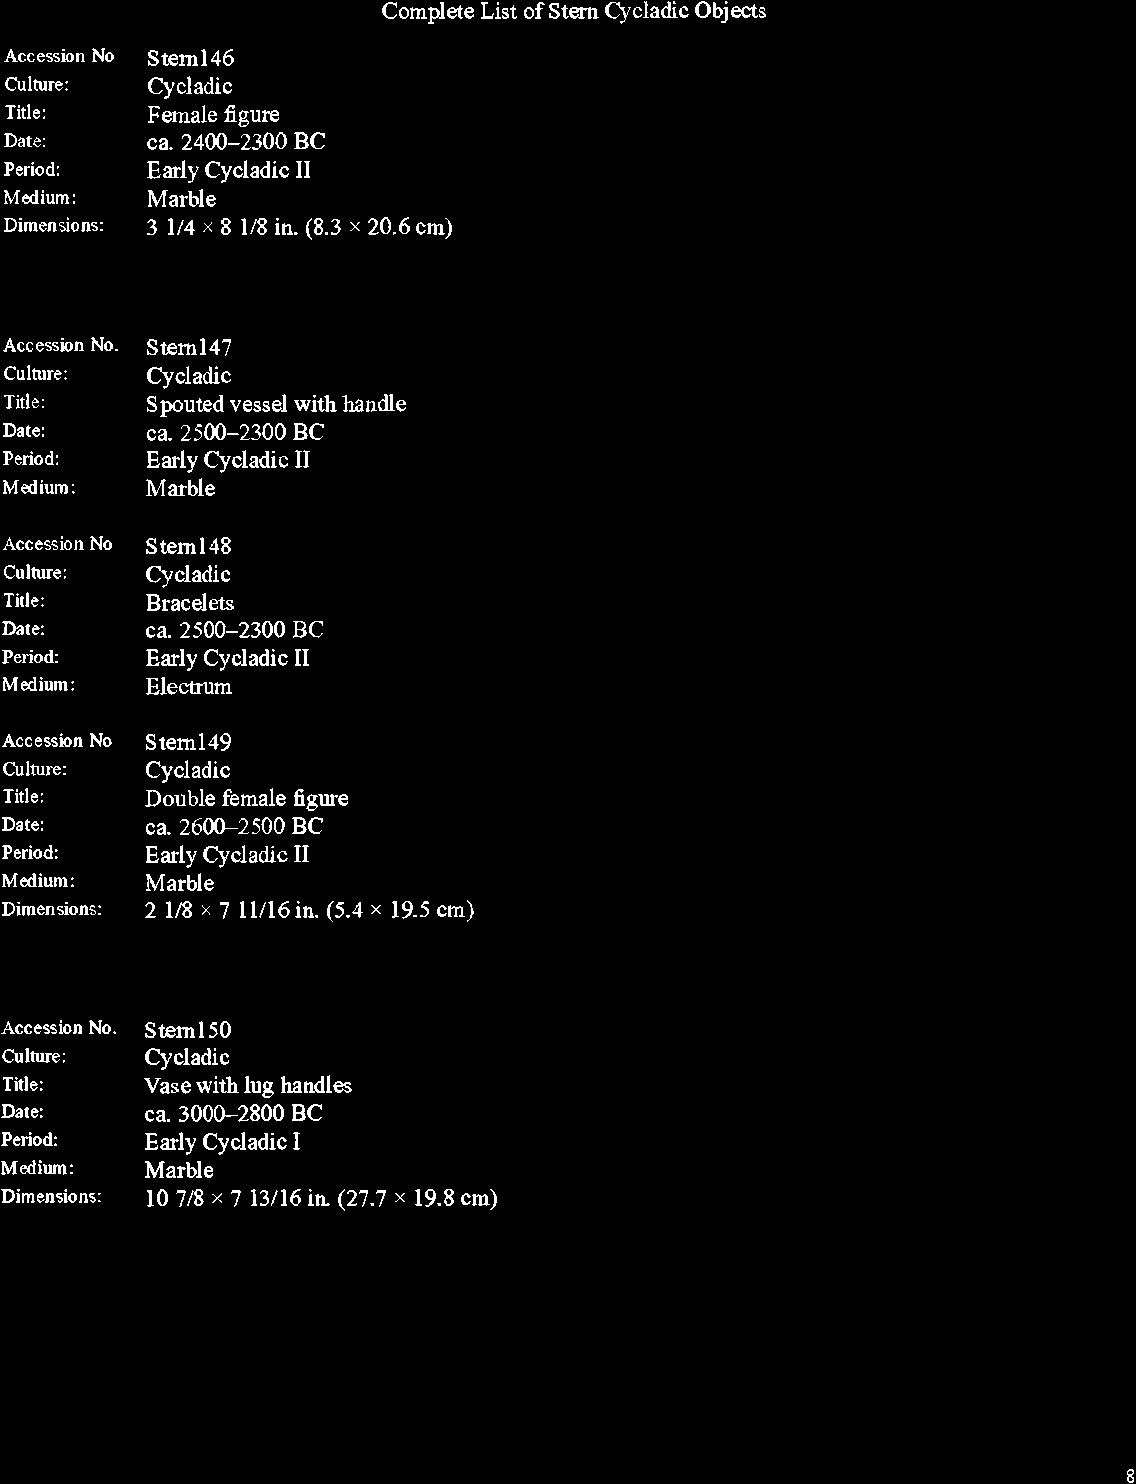 Complete List of Stern Cycladic Objects
Accession No Stern146
Culture: Cycladic
Title: Female figure
Date: ca. 2400–2300 BC
Period: Early Cycladic II
Medium: Marble
Dimensions: 3 1/4 × 8 1/8 in. (8.3 × 20.6 cm)
Accession No. Stern147
Culture: Cycladic
Title: Spouted vessel with handle
Date: ca. 2500–2300 BC
Period: Early Cycladic II
Medium: Marble
Accession No Stern148
Culture: Cycladic
Title: Bracelets
Date: ca. 2500–2300 BC
Period: Early Cycladic II
Medium: Electrum
Accession No Stern149
Culture: Cycladic
Title: Double female figure
Date: ca. 2600–2500 BC
Period: Early Cycladic II
Medium: Marble
Dimensions: 2 1/8 × 7 11/16 in. (5.4 × 19.5 cm)
Accession No. Stern150
Culture: Cycladic
Title: Vase with lug handles
Date: ca. 3000–2800 BC
Period: Early Cycladic I
Medium: Marble
Dimensions: 10 7/8 × 7 13/16 in. (27.7 × 19.8 cm)
8